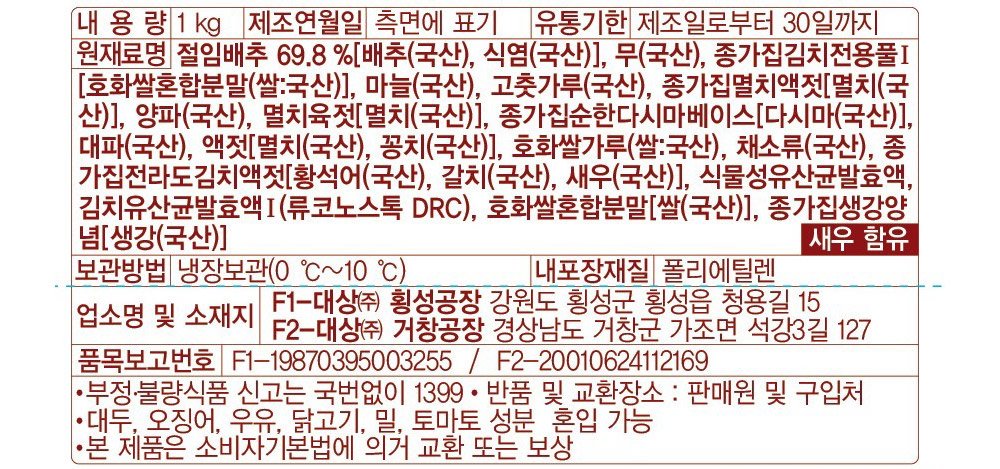 내 용 량 1 kg 제조연월일 측면에 표기 유통기한 제조일로부터 30일까지
원재료명 절임배추 69.8 %[배추(국산), 식염(국산)], 무(국산), 종가집김치전용풀I
[호화쌀혼합분말(쌀:국산)], 마늘(국산), 고춧가루(국산), 종가집멸치액젓[멸치(국
산)], 양파(국산), 멸치육젓[멸치(국산)], 종가집순한다시마베이스[다시마(국산)],
대파(국산), 액젓[멸치(국산), 꽁치(국산)], 호화쌀가루(쌀:국산), 채소류(국산), 종
가집전라도김치액젓[황석어(국산), 갈치(국산), 새우(국산)], 식물성유산균발효액,
김치유산균발효액I(류코노스톡 DRC), 호화쌀혼합분말[쌀(국산)], 종가집생강양
념[생강(국산)] 새우 함유
보관방법 냉장보관(0 ℃~10 ℃) 내포장재질 폴리에틸렌
업소명 및 소재지 F1-대상㈜ 횡성공장 강원도 횡성군 횡성읍 청용길 15
F2-대상㈜ 거창공장 경상남도 거창군 가조면 석강3길 127
품목보고번호 F1-19870395003255 / F2-20010624112169
•부정·불량식품 신고는 국번없이 1399 • 반품 및 교환장소 : 판매원 및 구입처
•대두, 오징어, 우유, 닭고기, 밀, 토마토 성분 혼입 가능
•본 제품은 소비자기본법에 의거 교환 또는 보상